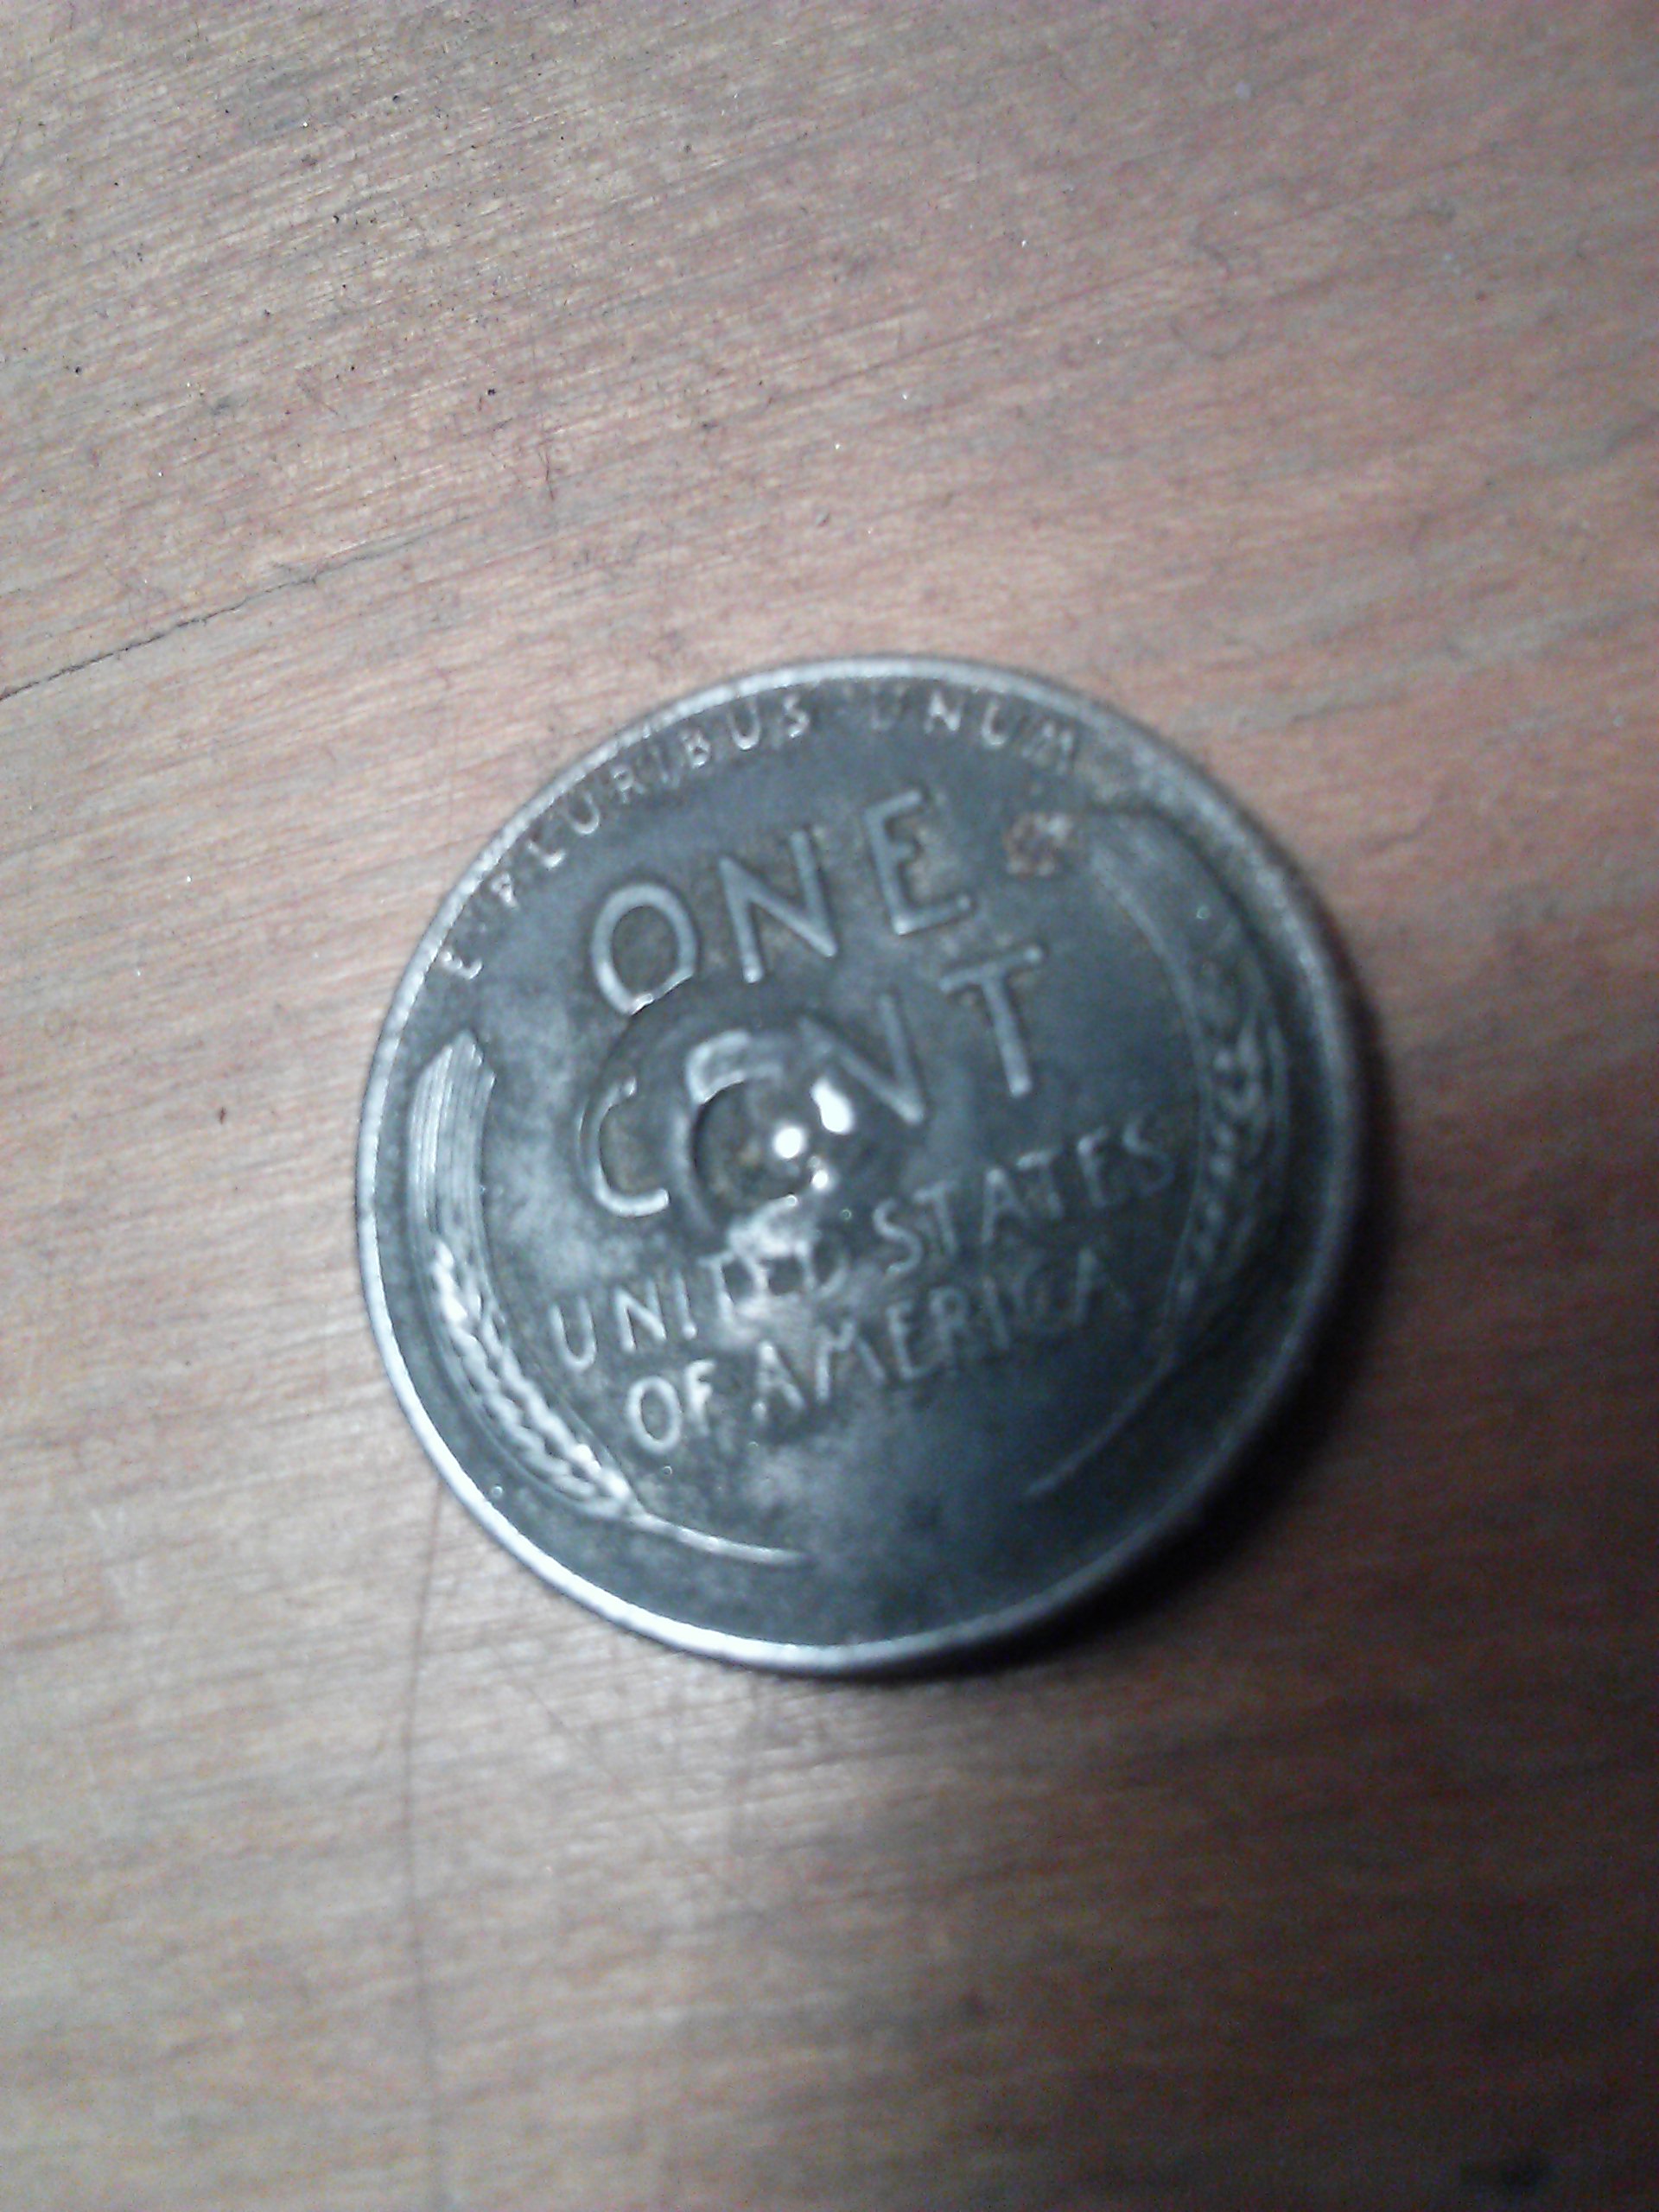 E PLURIBUS UNUM
ONE
CENT
UNITED STATES
OF AMERICA